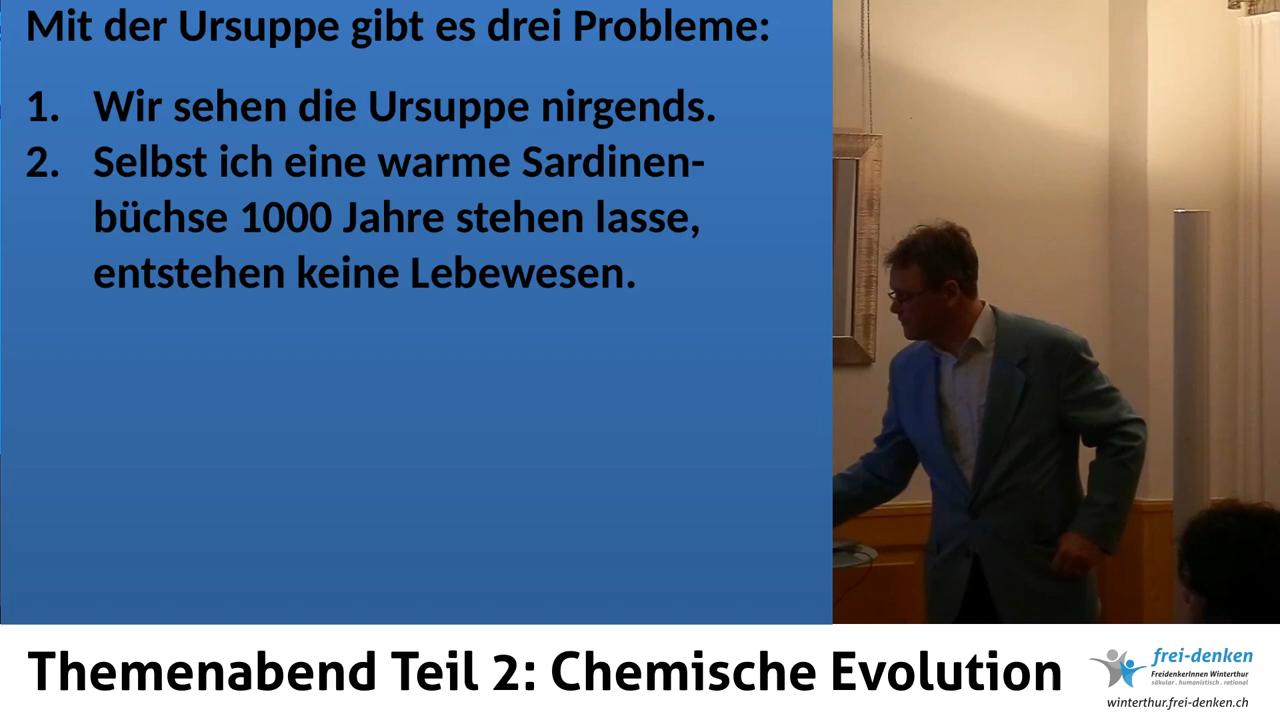 Mit der Ursuppe gibt es drei Probleme:
1. Wir sehen die Ursuppe nirgends.
2. Selbst ich eine warme Sardinen-
büchse 1000 Jahre stehen lasse,
entstehen keine Lebewesen.
Themenabend Teil 2: Chemische Evolution
frei-denken
FreidenkerInnen Winterthur
säkular . humanistisch . rational
winterthur.frei-denken.ch